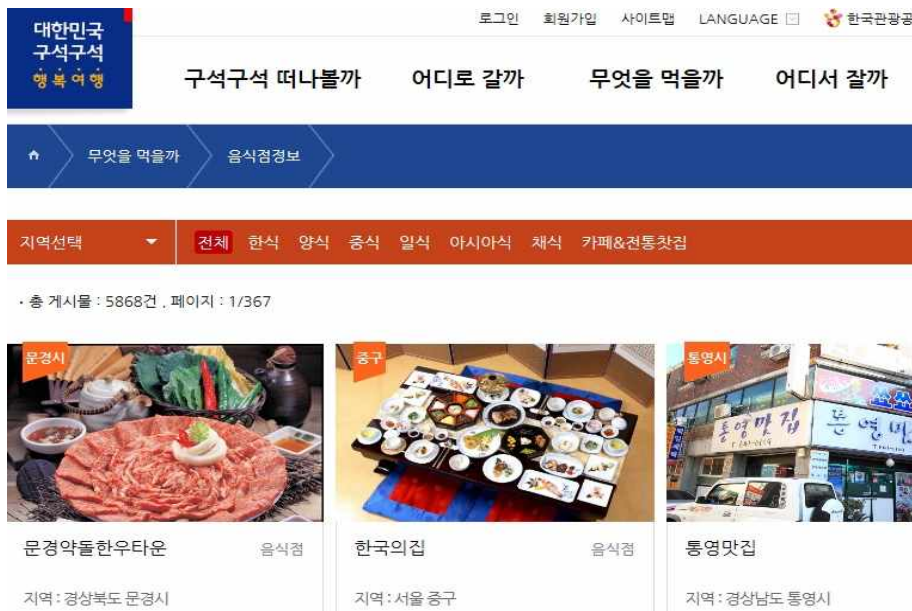 로그인 회원가입 사이트맵 LANGUAGE 한국관광공
대한민국
구석구석
행복여행
구석구석 떠나볼까 어디로 갈까 무엇을 먹을까 어디서 잘까
무엇을 먹을까 음식점정보
지역선택 전체 한식 양식 중식 일식 아시아식 채식 카페&전통찻집
· 총 게시물 : 5868건 , 페이지 : 1/367
문경시 중구 통영시
통영맛집
통영
문경약돌한우타운 음식점 한국의집 음식점 통영맛집
지역 : 경상북도 문경시 지역 : 서울 중구 지역 : 경상남도 통영시